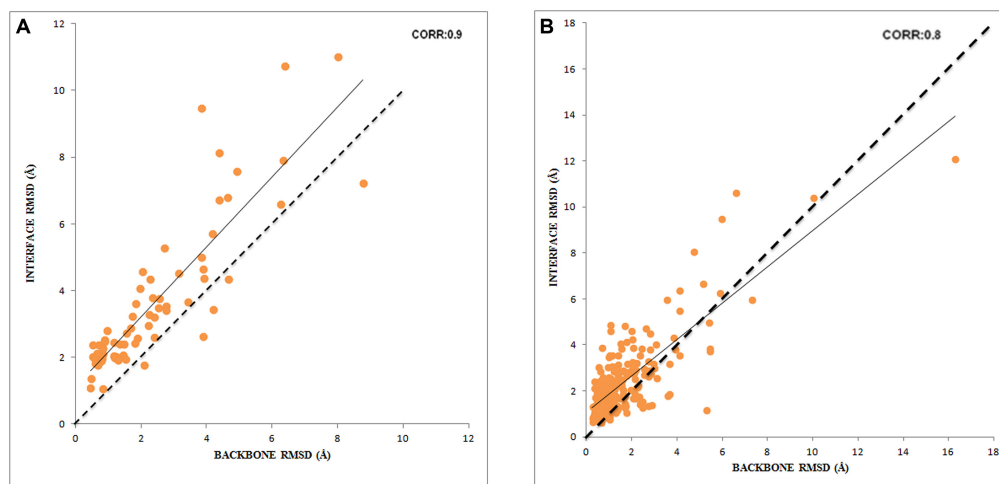 A
CORR:0.9
INTERFACE RMSD (Å)
12
10
8
6
4
2
0
0 2 4 6 8 10 12
BACKBONE RMSD (Å)
B
CORR:0.8
INTERFACE RMSD (Å)
18
16
14
12
10
8
6
4
2
0
0 2 4 6 8 10 12 14 16 18
BACKBONE RMSD (Å)